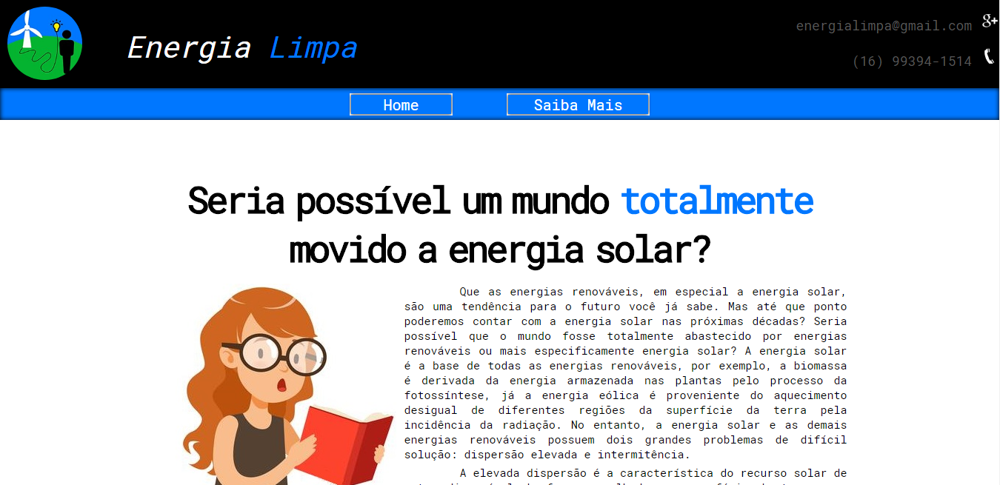 Energia Limpa
energialimpa@gmail.com
g+
(16) 99394-1514
Home
Saiba Mais
Seria possível um mundo totalmente
movido a energia solar?
Que as energias renováveis, em especial a energia solar,
são uma tendência para o futuro você já sabe. Mas até que ponto
poderemos contar com a energia solar nas próximas décadas? Seria
possível que o mundo fosse totalmente abastecido por energias
renováveis ou mais especificamente energia solar? A energia solar
é a base de todas as energias renováveis, por exemplo, a biomassa
é derivada da energia armazenada nas plantas pelo processo da
fotossíntese, já a energia eólica é proveniente do aquecimento
desigual de diferentes regiões da superfície da terra pela
incidência da radiação. No entanto, a energia solar e as demais
energias renováveis possuem dois grandes problemas de difícil
solução: dispersão elevada e intermitência.
A elevada dispersão é a característica do recurso solar de